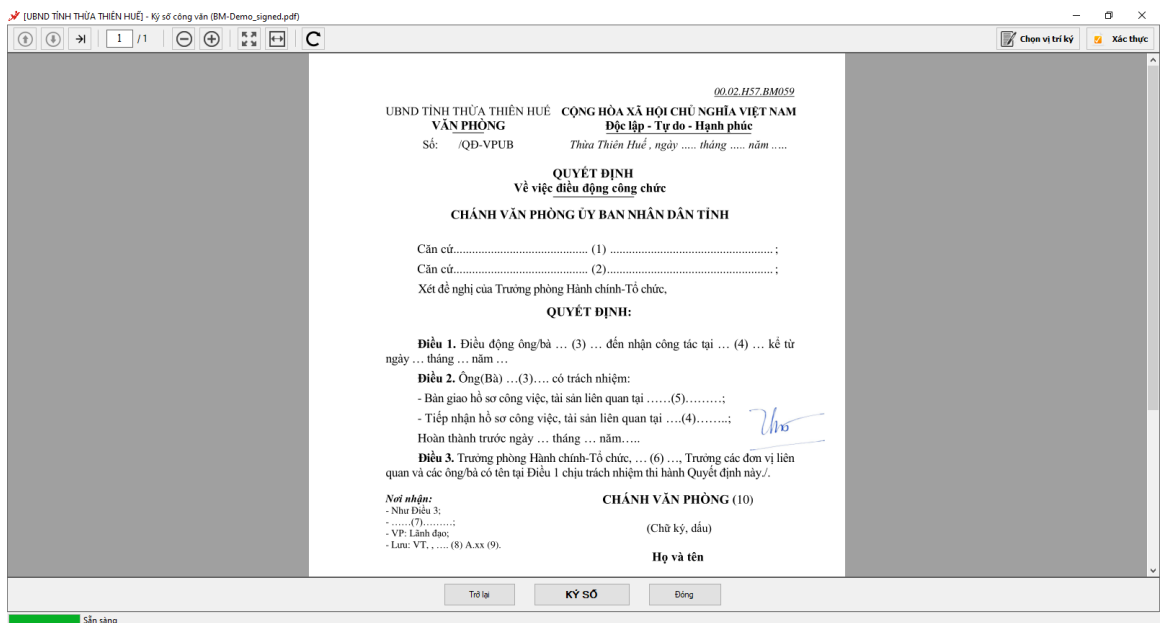 [UBND TỈNH THỪA THIÊN HUẾ] - Ký số công văn (BM-Demo_signed.pdf)
1 / 1
Chọn vị trí ký
Xác thực
00.02.H57.BM059
UBND TỈNH THỪA THIÊN HUẾ CỘNG HÒA XÃ HỘI CHỦ NGHĨA VIỆT NAM
VĂN PHÒNG Độc lập - Tự do - Hạnh phúc
Số: /QĐ-VPUB Thừa Thiên Huế , ngày ..... tháng ..... năm .....
QUYẾT ĐỊNH
Về việc điều động công chức
CHÁNH VĂN PHÒNG ỦY BAN NHÂN DÂN TỈNH
Căn cứ............................................. (1) ...................................................... ;
Căn cứ............................................. (2)....................................................... ;
Xét đề nghị của Trưởng phòng Hành chính-Tổ chức,
QUYẾT ĐỊNH:
Điều 1. Điều động ông/bà … (3) … đến nhận công tác tại … (4) … kể từ
ngày … tháng … năm …
Điều 2. Ông(Bà) …(3)…. có trách nhiệm:
- Bàn giao hồ sơ công việc, tài sản liên quan tại ……(5)………;
- Tiếp nhận hồ sơ công việc, tài sản liên quan tại ….(4)……..;
Hoàn thành trước ngày … tháng … năm…..
Điều 3. Trưởng phòng Hành chính-Tổ chức, … (6) …, Trưởng các đơn vị liên
quan và các ông/bà có tên tại Điều 1 chịu trách nhiệm thi hành Quyết định này./.
Nơi nhận:
- Như Điều 3;
- ……(7)………;
- VP: Lãnh đạo;
- Lưu: VT, , …. (8) A.xx (9).
CHÁNH VĂN PHÒNG (10)
(Chữ ký, dấu)
Họ và tên
Trở lại
KÝ SỐ
Đóng
Sẵn sàng